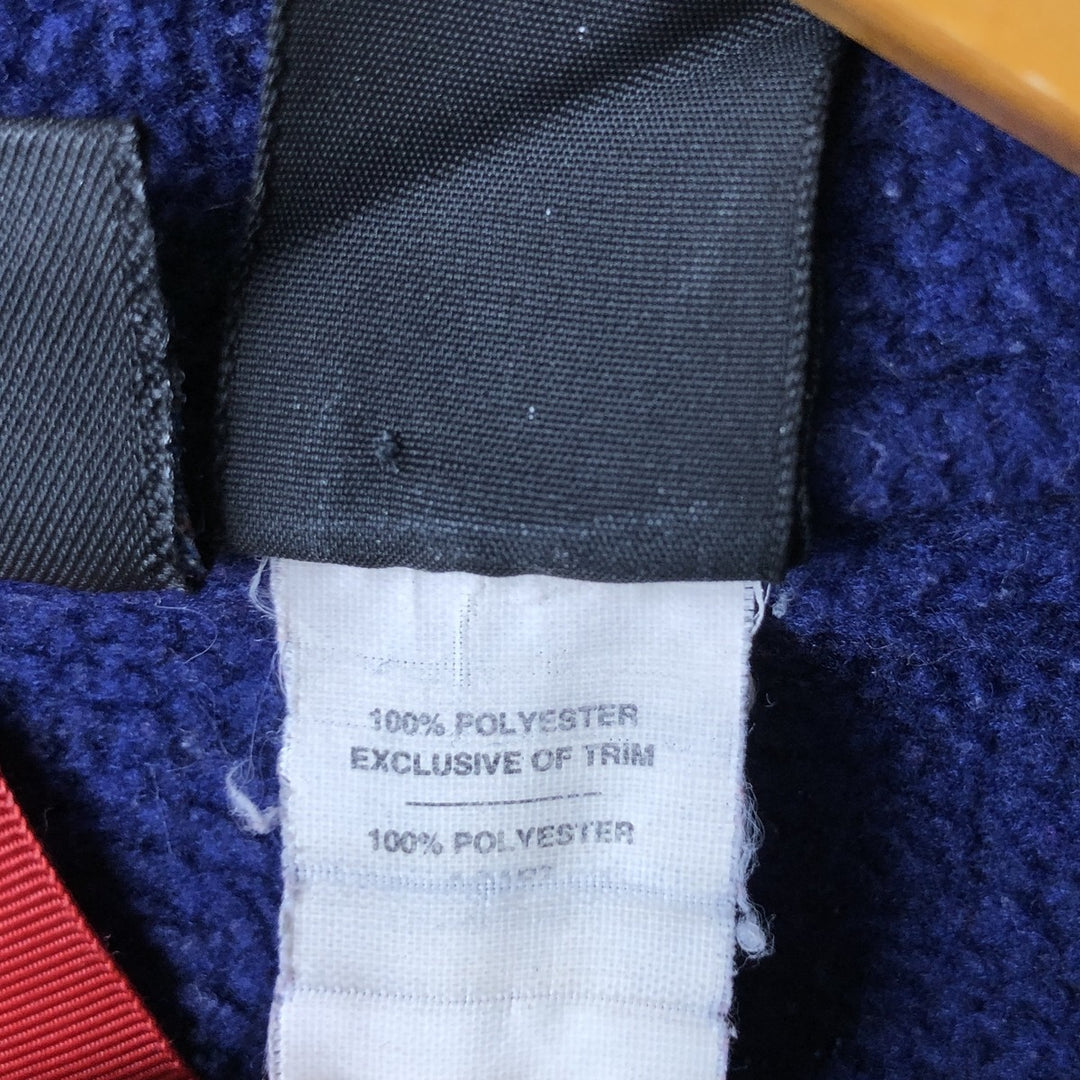 100% POLYESTER
EXCLUSIVE OF TRIM
100% POLYESTER